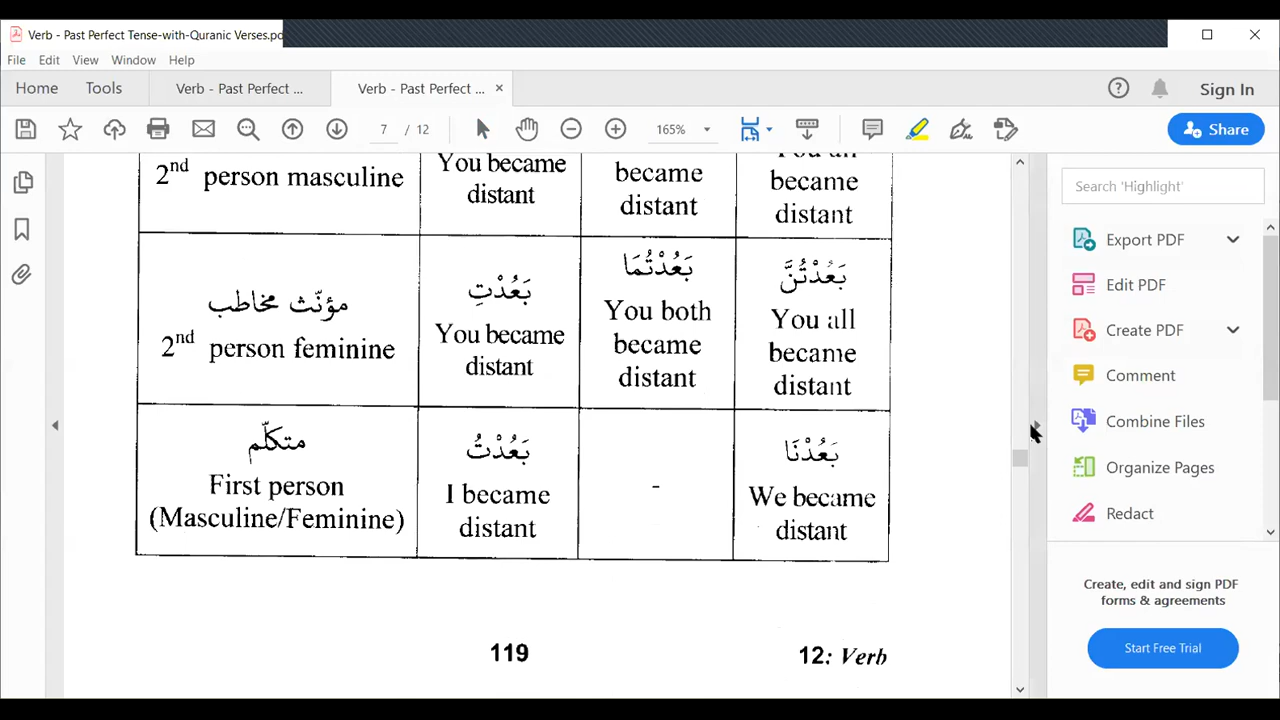 Verb - Past Perfect Tense-with-Quranic Verses.pd
File Edit View Window Help
Home Tools Verb - Past Perfect ... Verb - Past Perfect ... × Sign In
7 / 12 165% Share
2nd person masculine
You became
distant
became
distant
You all
became
distant
مؤنّث مخاطب
2nd person feminine
بَعُدْتِ
You became
distant
بَعُدْتُمَا
You both
became
distant
بَعُدْتُنَّ
You all
became
distant
متكلّم
First person
(Masculine/Feminine)
بَعُدْتُ
I became
distant
-
بَعُدْنَا
We became
distant
119 12: Verb
Search 'Highlight'
Export PDF
Edit PDF
Create PDF
Comment
Combine Files
Organize Pages
Redact
Create, edit and sign PDF
forms & agreements
Start Free Trial